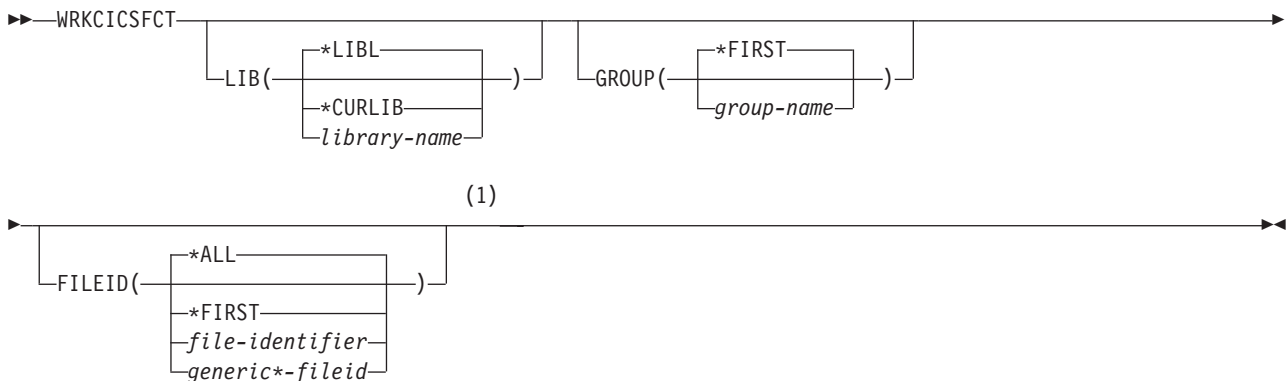 WRKCICSFCT
LIB( *LIBL )
*CURLIB
library-name
GROUP( *FIRST )
group-name
(1)
FILEID( *ALL )
*FIRST
file-identifier
generic*-fileid